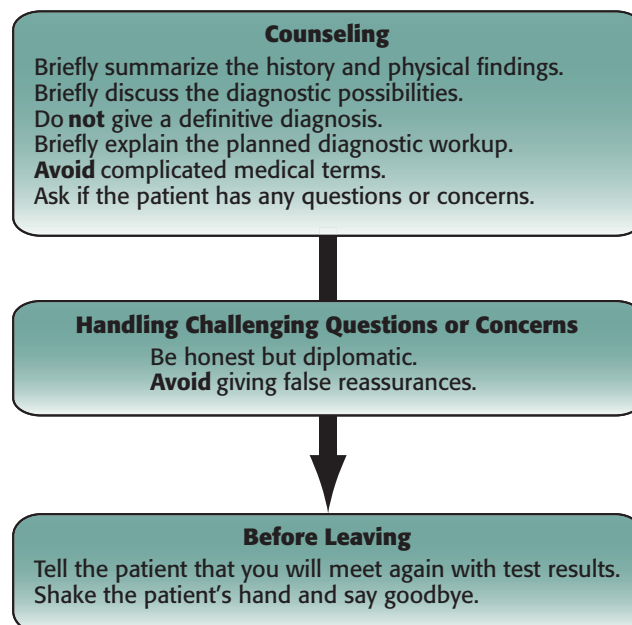 Counseling
Briefly summarize the history and physical findings.
Briefly discuss the diagnostic possibilities.
Do not give a definitive diagnosis.
Briefly explain the planned diagnostic workup.
Avoid complicated medical terms.
Ask if the patient has any questions or concerns.
Handling Challenging Questions or Concerns
Be honest but diplomatic.
Avoid giving false reassurances.
Before Leaving
Tell the patient that you will meet again with test results.
Shake the patient’s hand and say goodbye.